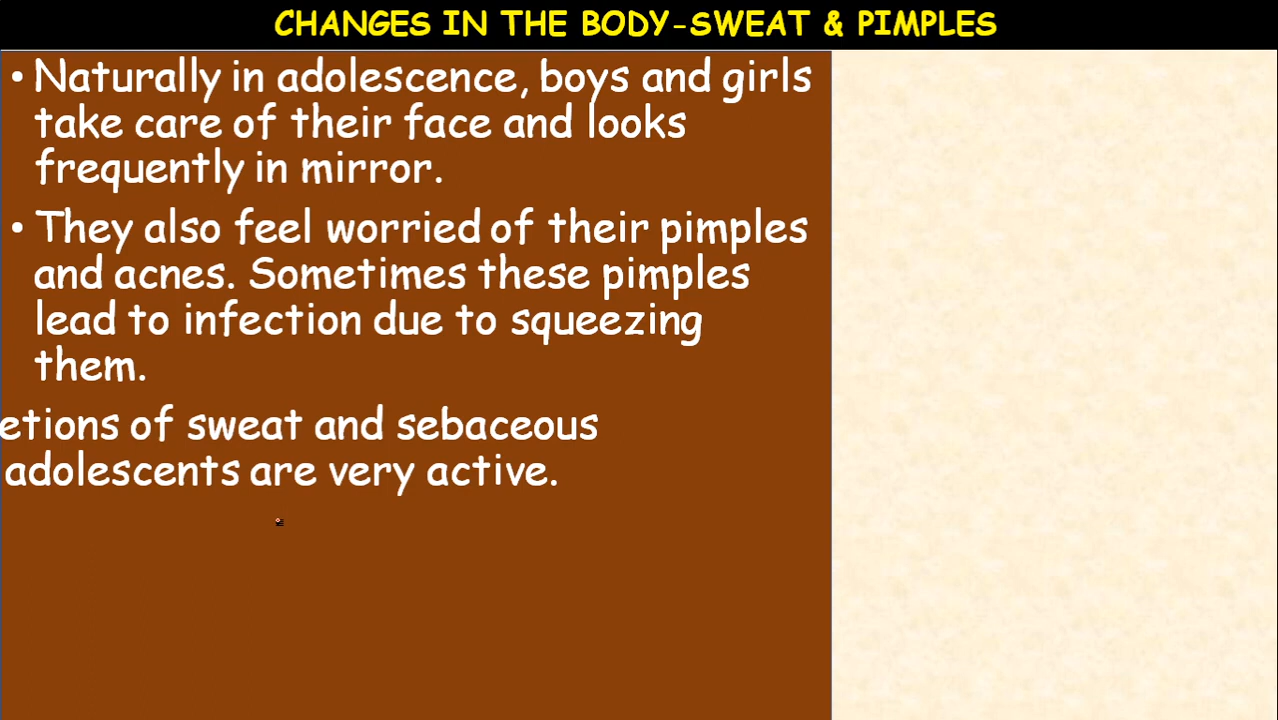 CHANGES IN THE BODY-SWEAT & PIMPLES
• Naturally in adolescence, boys and girls
take care of their face and looks
frequently in mirror.
• They also feel worried of their pimples
and acnes. Sometimes these pimples
lead to infection due to squeezing
them.
etions of sweat and sebaceous
adolescents are very active.